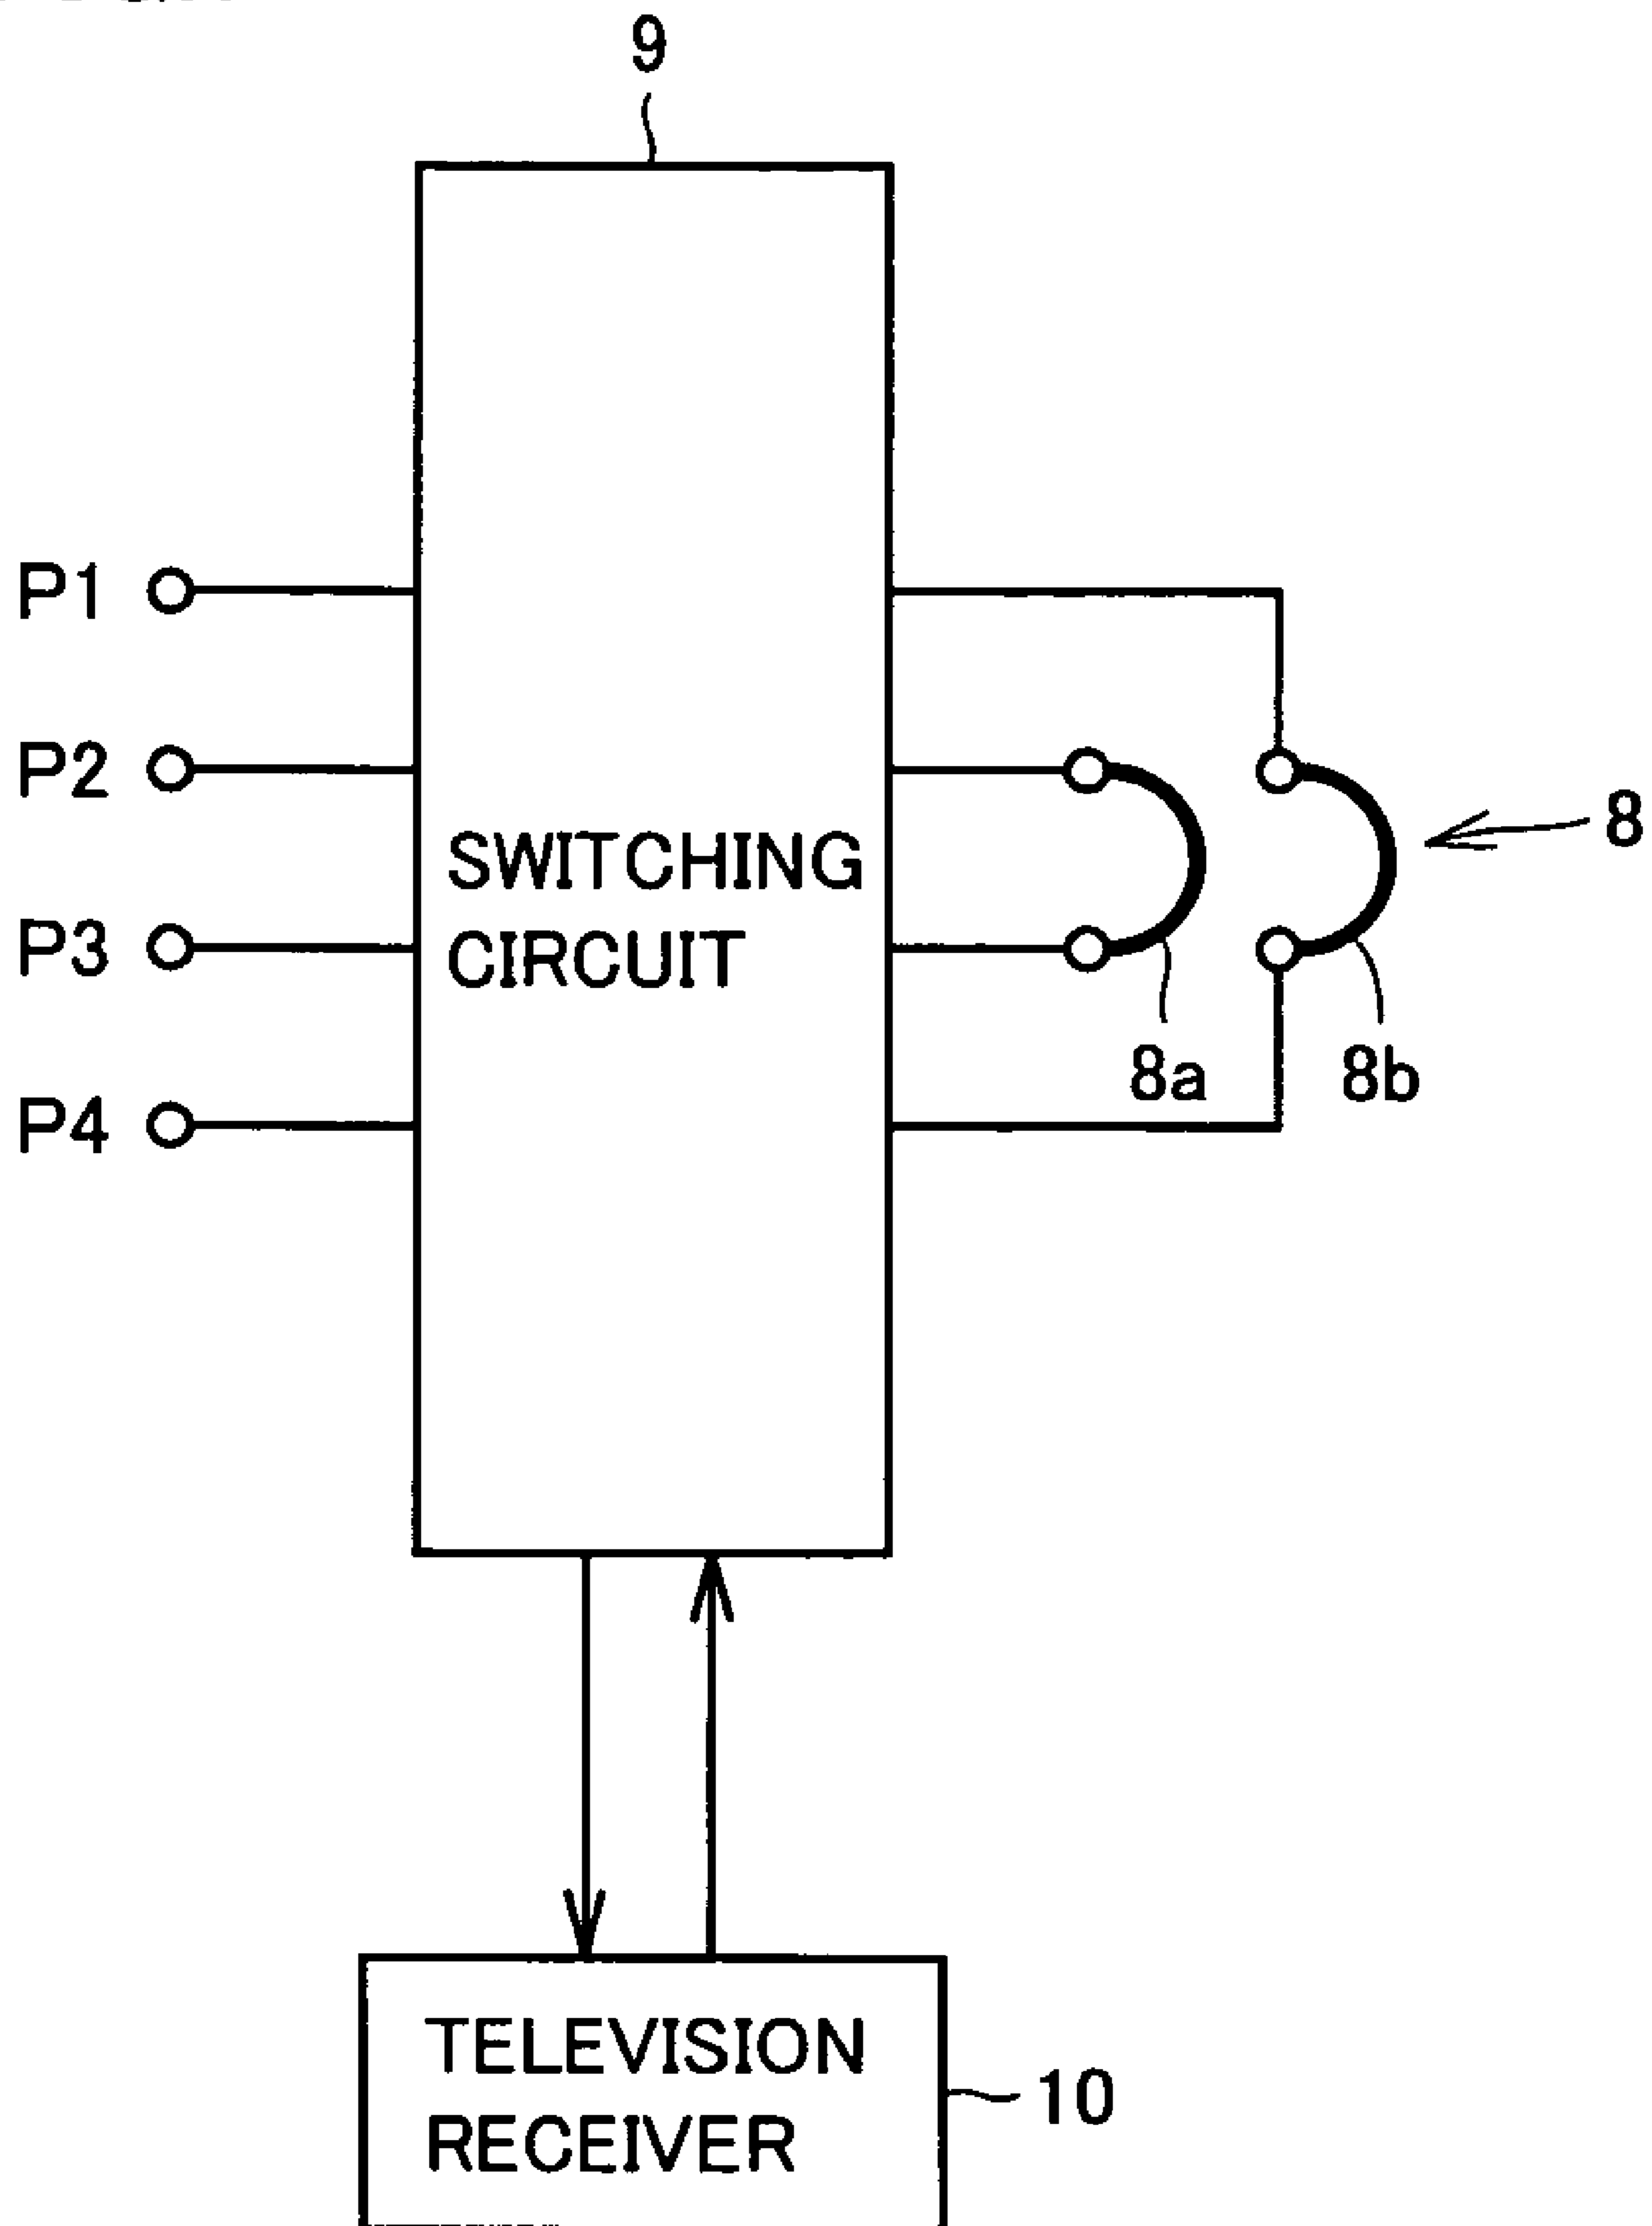 9
P1
P2
8
SWITCHING
P3
CIRCUIT
8a
8b
P4
TELEVISION
10
RECEIVER